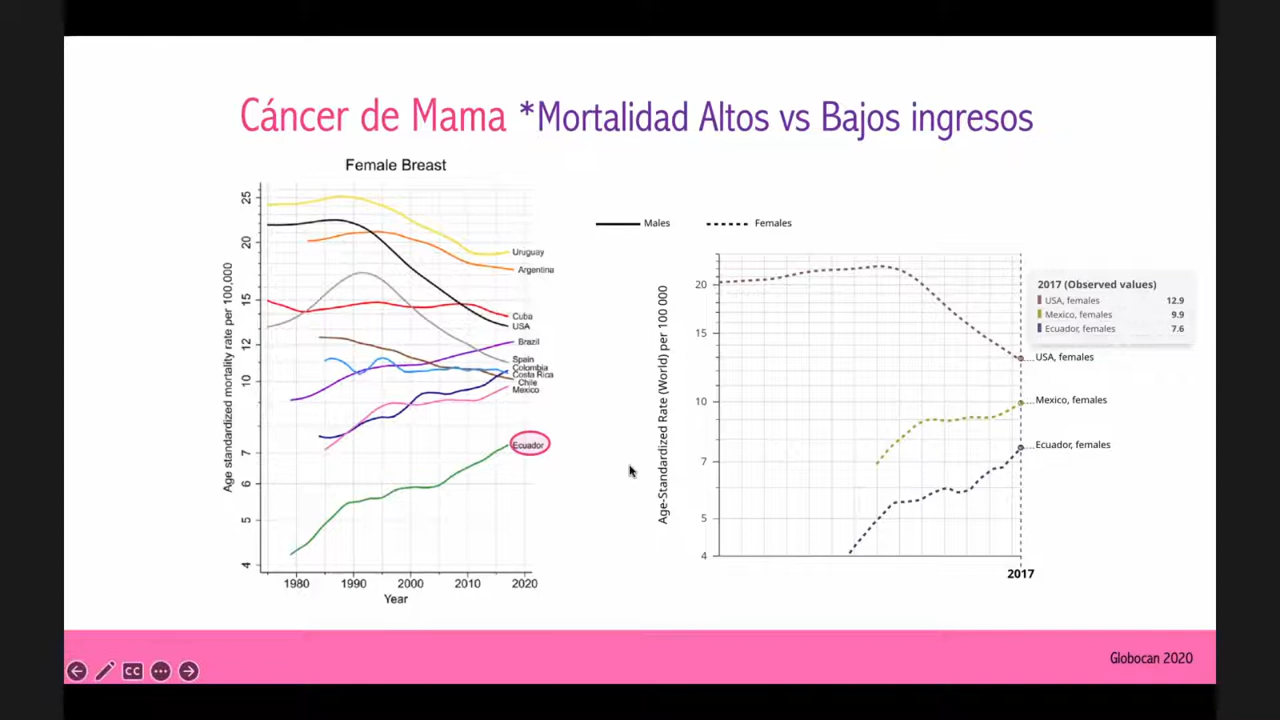 Cáncer de Mama *Mortalidad Altos vs Bajos ingresos
Female Breast
Age standardized mortality rate per 100,000
25
20
15
12
10
7
6
5
4
1980 1990 2000 2010 2020
Year
Uruguay
Argentina
Cuba
USA
Brazil
Spain
Colombia
Costa Rica
Chile
Mexico
Ecuador
Males Females
Age-Standardized Rate (World) per 100 000
20
15
10
7
5
4
2017 (Observed values)
USA, females 12.9
Mexico, females 9.9
Ecuador, females 7.6
USA, females
Mexico, females
Ecuador, females
2017
CC
Globocan 2020